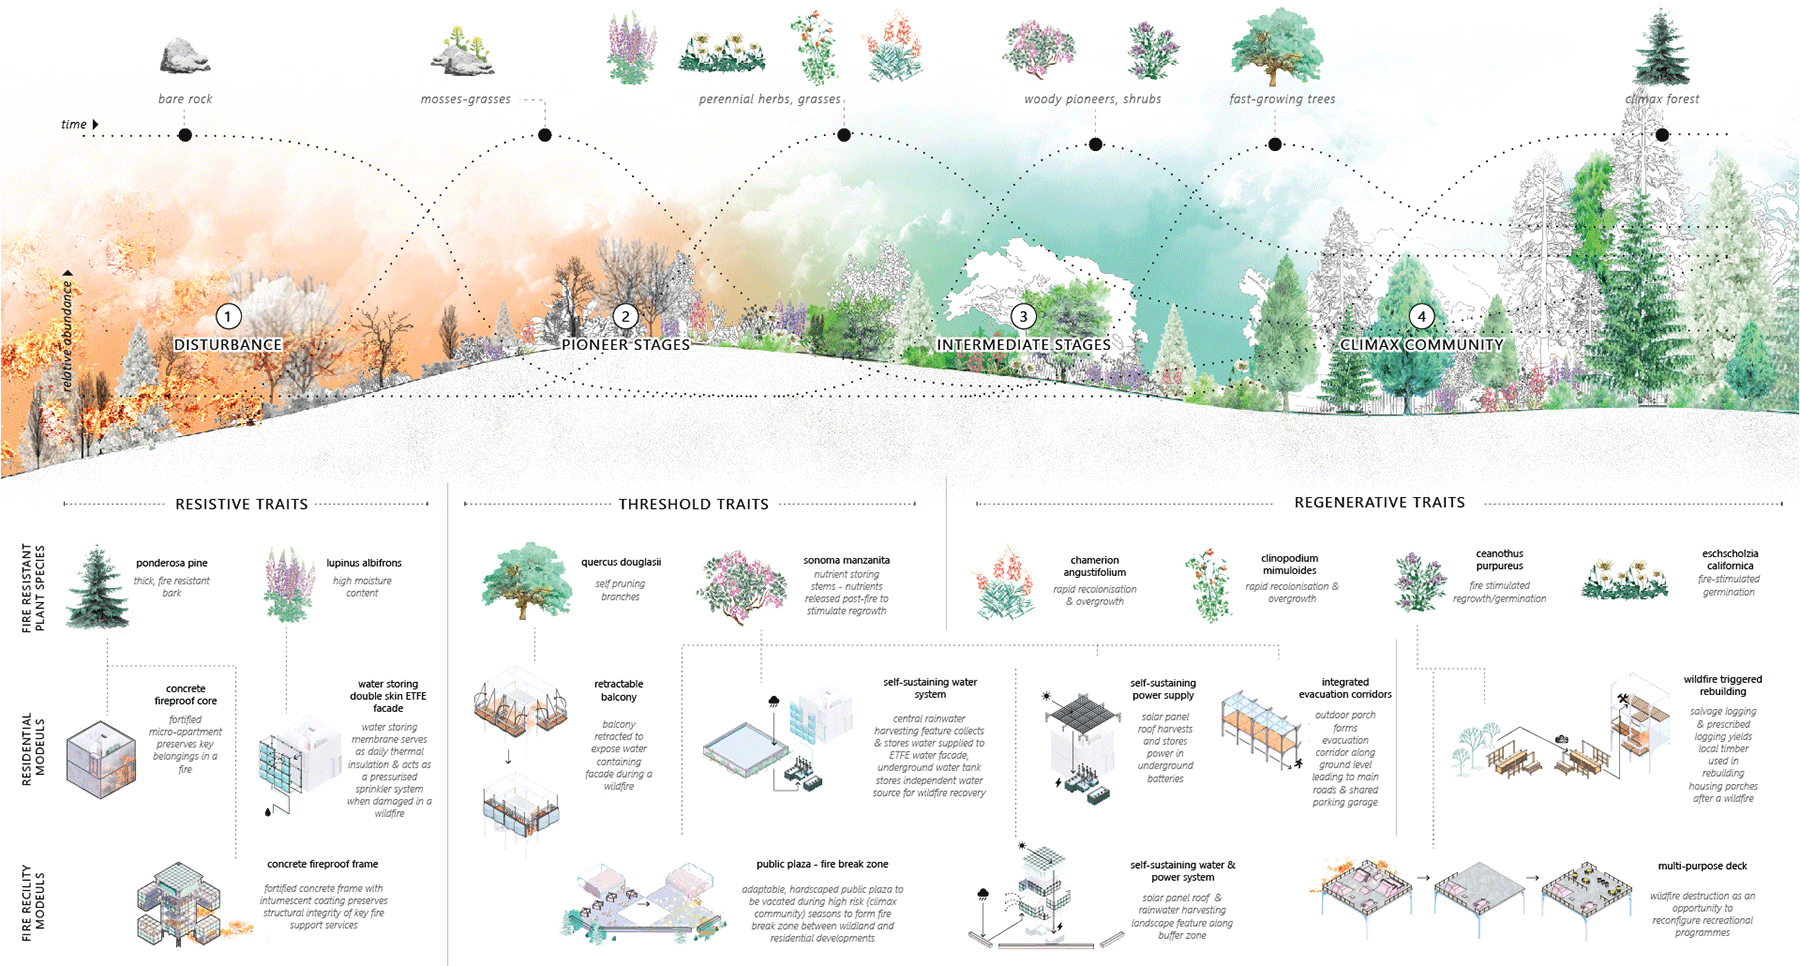 bare rock
mosses-grasses
perennial herbs, grasses
woody pioneers, shrubs
fast-growing trees
climax forest
time
relative abundance
1
DISTURBANCE
2
PIONEER STAGES
3
INTERMEDIATE STAGES
4
CLIMAX COMMUNITY
RESISTIVE TRAITS
THRESHOLD TRAITS
REGENERATIVE TRAITS
FIRE RESISTANT
PLANT SPECIES
ponderosa pine
thick, fire resistant
bark
lupinus albifrons
high moisture
content
quercus douglasii
self pruning
branches
sonoma manzanita
nutrient storing
stems - nutrients
released post-fire to
stimulate regrowth
chamerion
angustifolium
rapid recolonisation
& overgrowth
clinopodium
mimuloides
rapid recolonisation &
overgrowth
ceanothus
purpureus
fire stimulated
regrowth/germination
eschscholzia
californica
fire-stimulated
germination
RESIDENTIAL
MODEULS
concrete
fireproof core
fortified
micro-apartment
preserves key
belongings in a
fire
water storing
double skin ETFE
facade
water storing
membrane serves
as daily thermal
insulation & acts as
a pressurised
sprinkler system
when damaged in a
wildfire
retractable
balcony
balcony
retracted to
expose water
containing
facade during a
wildfire
self-sustaining water
system
central rainwater
harvesting feature collects
& stores water supplied to
ETFE water facade,
underground water tank
stores independent water
source for wildfire recovery
self-sustaining
power supply
solar panel
roof harvests
and stores
power in
underground
batteries
integrated
evacuation corridors
outdoor porch
forms
evacuation
corridor along
ground level
leading to main
roads & shared
parking garage
wildfire triggered
rebuilding
salvage logging
& prescribed
logging yields
local timber
used in
rebuilding
housing porches
after a wildfire
FIRE RECILITY
MODEULS
concrete fireproof frame
fortified concrete frame with
intumescent coating preserves
structural integrity of key fire
support services
public plaza - fire break zone
adaptable, hardscaped public plaza to
be vacated during high risk (climax
community) seasons to form fire
break zone between wildland and
residential developments
self-sustaining water &
power system
solar panel roof &
rainwater harvesting
landscape feature along
buffer zone
multi-purpose deck
wildfire destruction as an
opportunity to
reconfigure recreational
programmes